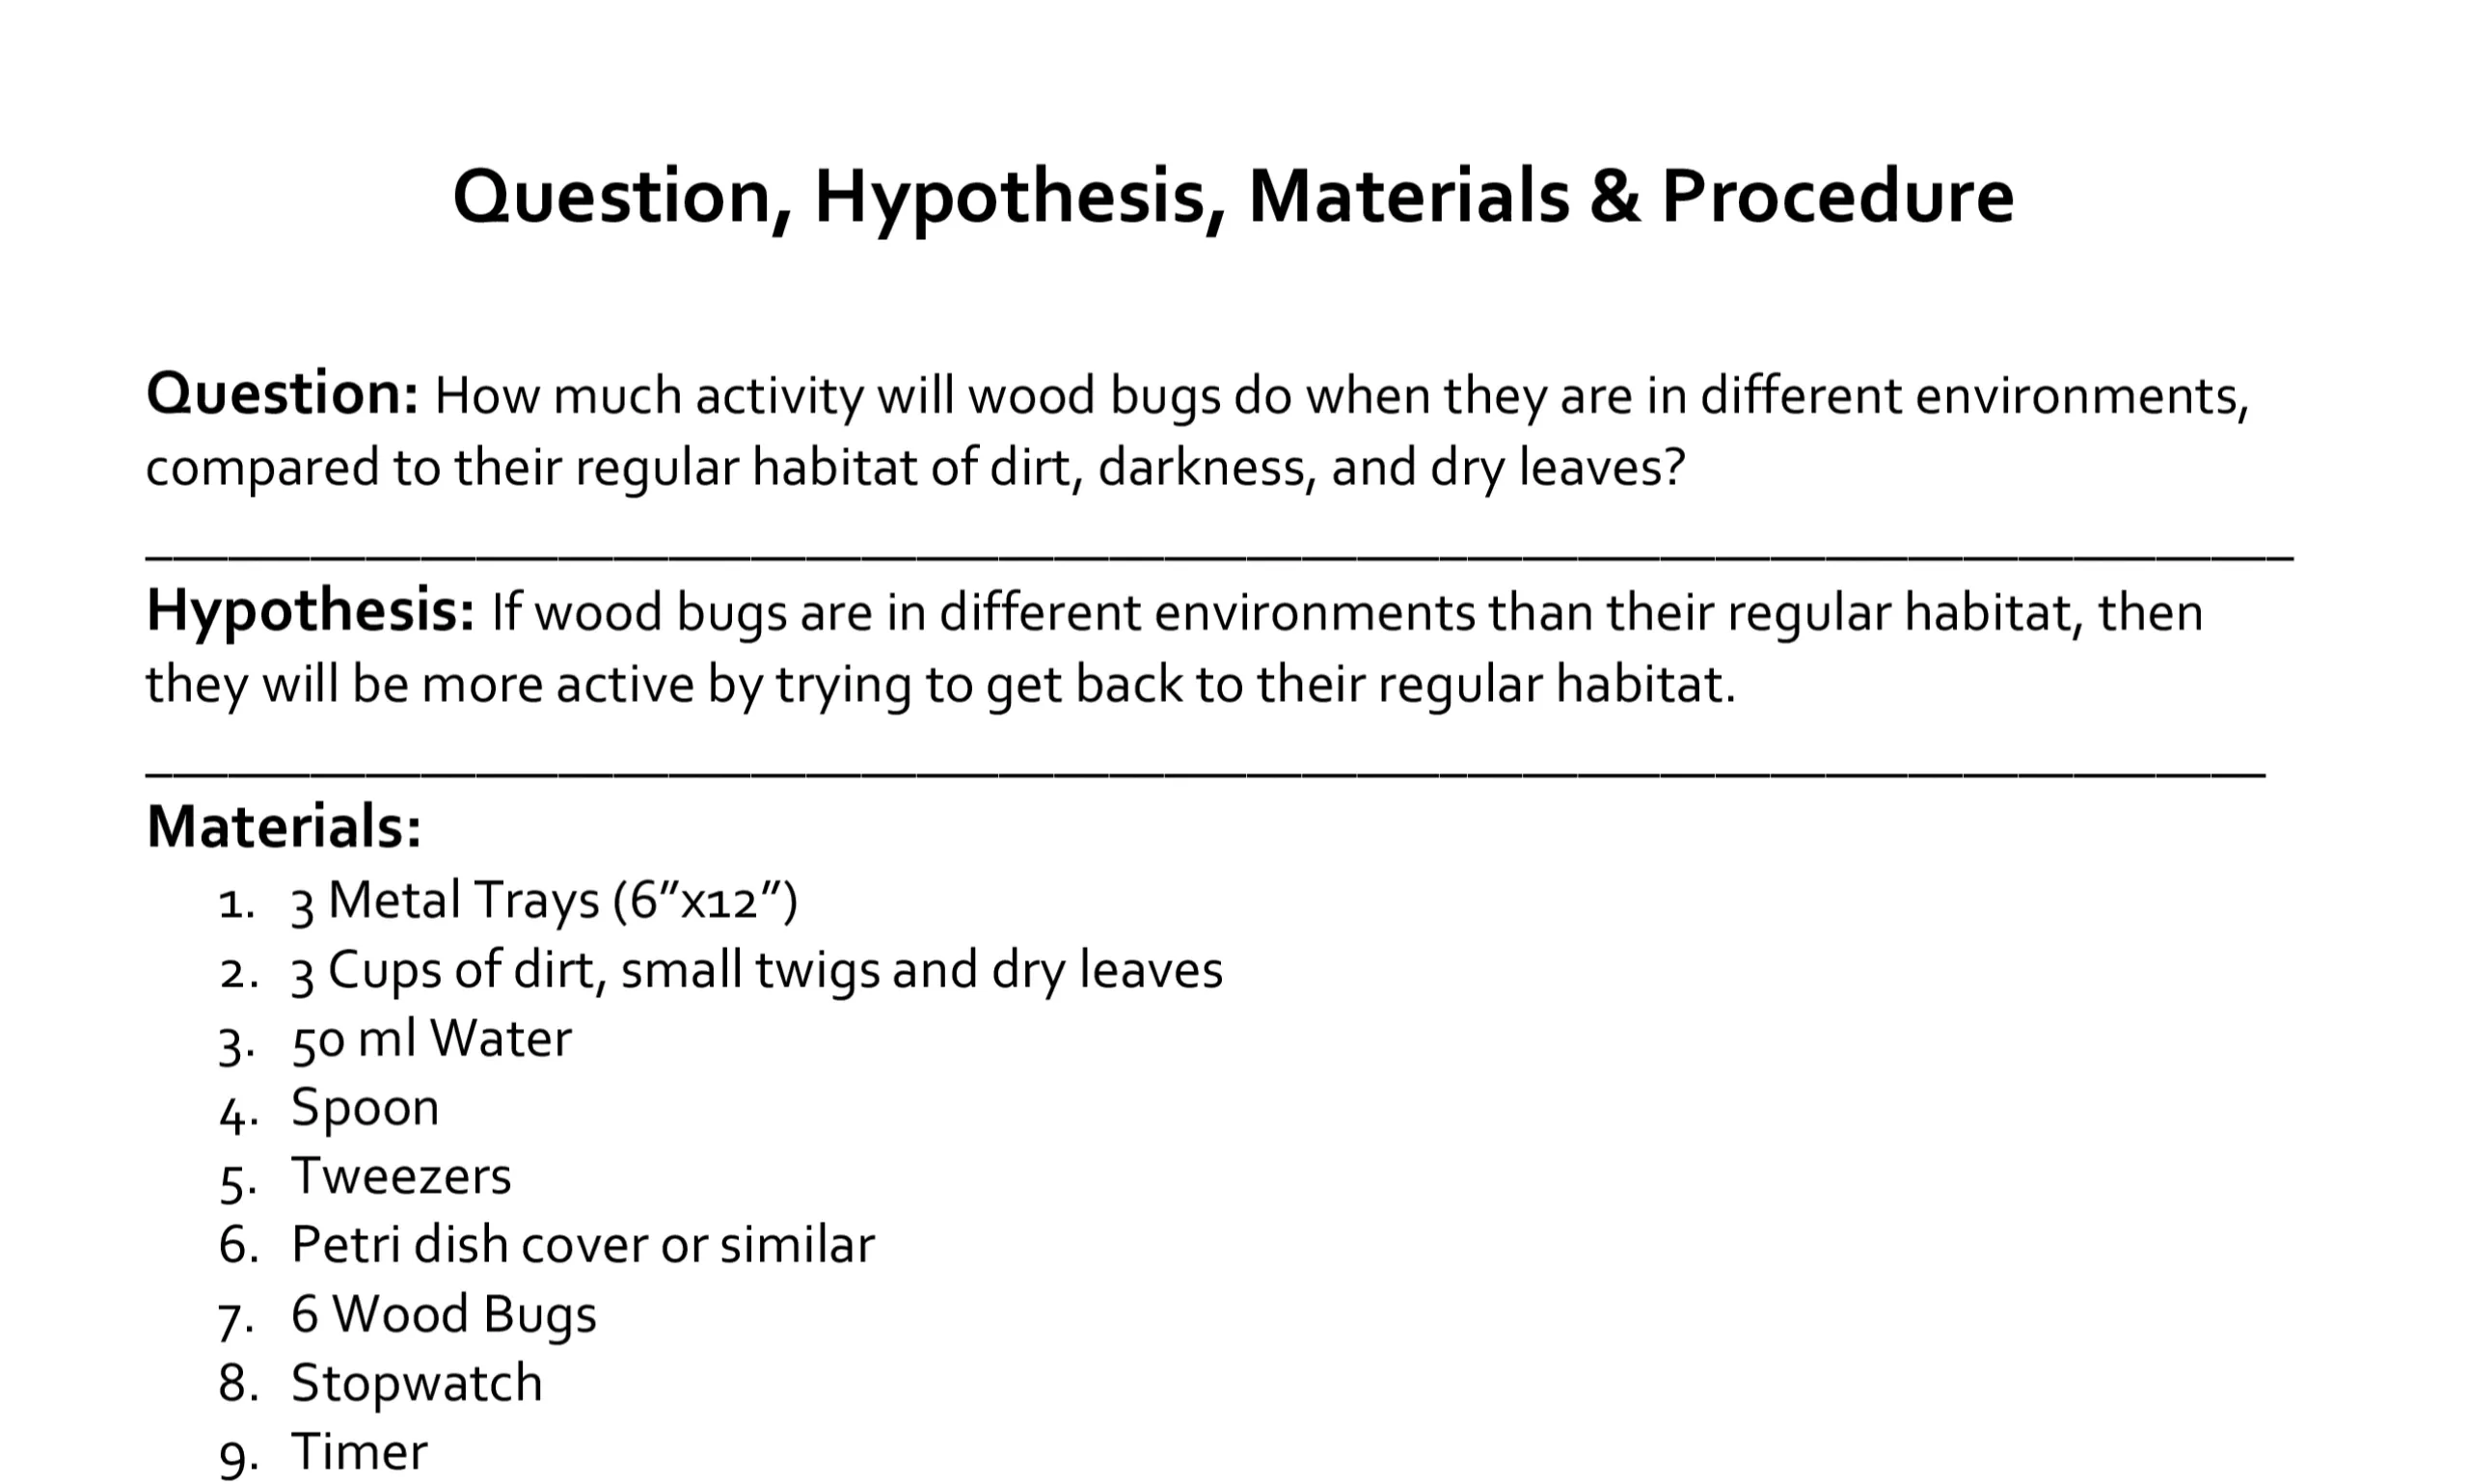 Question, Hypothesis, Materials & Procedure
Question: How much activity will wood bugs do when they are in different environments,
compared to their regular habitat of dirt, darkness, and dry leaves?
Hypothesis: If wood bugs are in different environments than their regular habitat, then
they will be more active by trying to get back to their regular habitat.
Materials:
1. 3 Metal Trays (6”x12”)
2. 3 Cups of dirt, small twigs and dry leaves
3. 50 ml Water
4. Spoon
5. Tweezers
6. Petri dish cover or similar
7. 6 Wood Bugs
8. Stopwatch
9. Timer